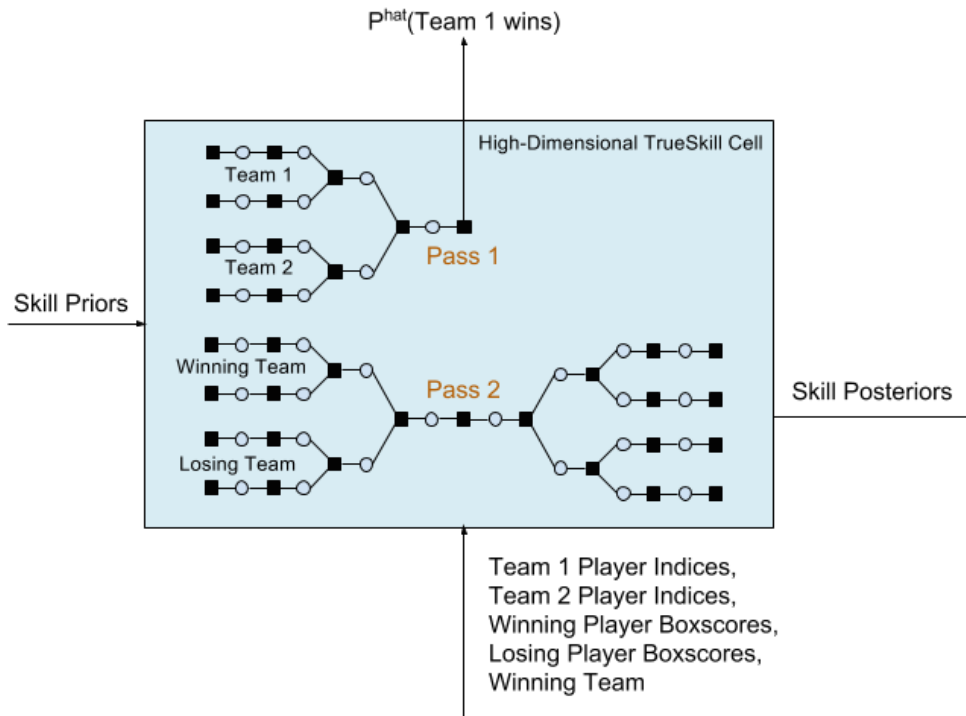 P^hat(Team 1 wins)
High-Dimensional TrueSkill Cell
Team 1
Pass 1
Team 2
Skill Priors
Winning Team
Pass 2
Skill Posteriors
Losing Team
Team 1 Player Indices,
Team 2 Player Indices,
Winning Player Boxscores,
Losing Player Boxscores,
Winning Team